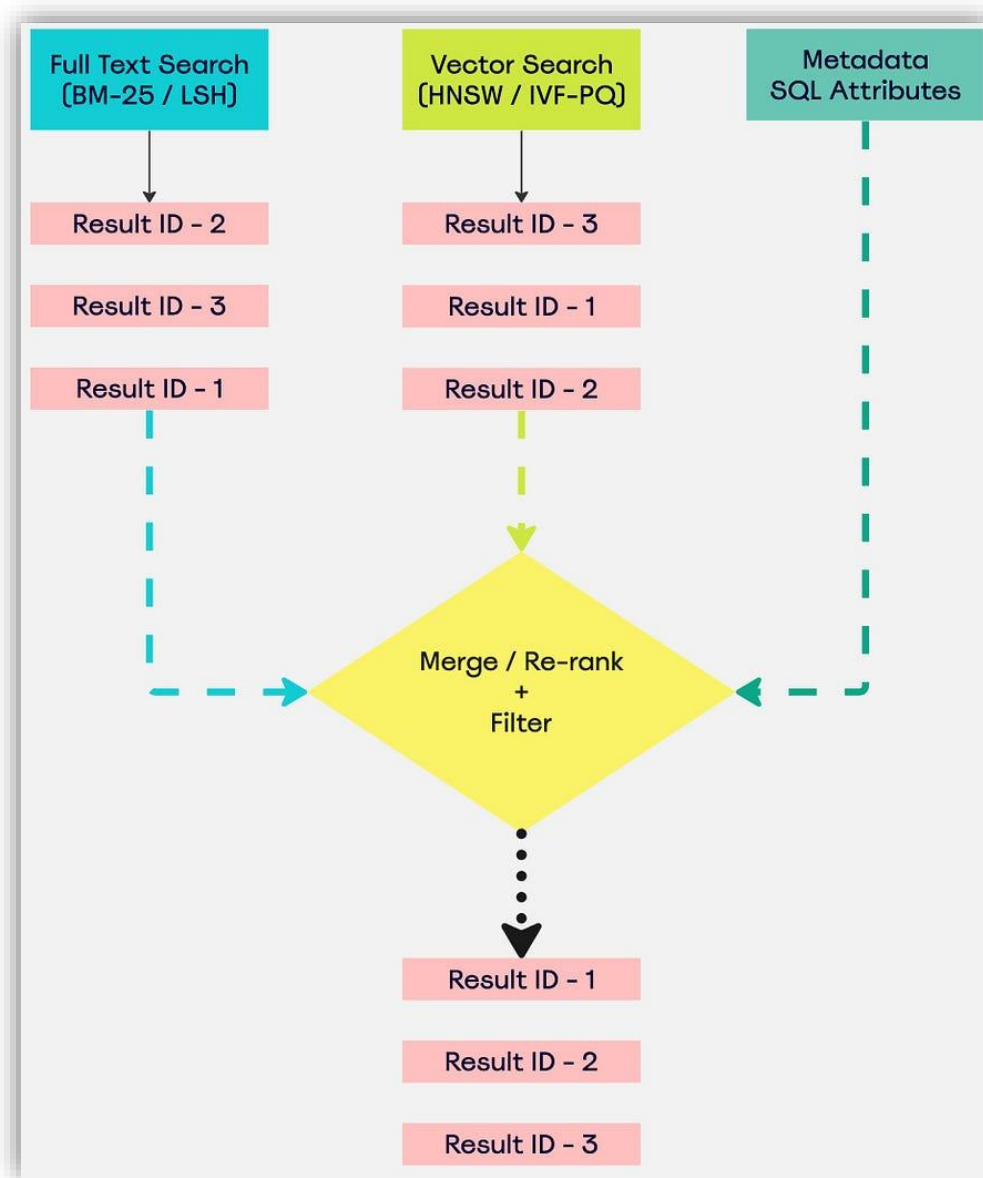 Full Text Search
(BM-25 / LSH)
Vector Search
(HNSW / IVF-PQ)
Metadata
SQL Attributes
Result ID - 2
Result ID - 3
Result ID - 3
Result ID - 1
Result ID - 1
Result ID - 2
Merge / Re-rank
+
Filter
Result ID - 1
Result ID - 2
Result ID - 3